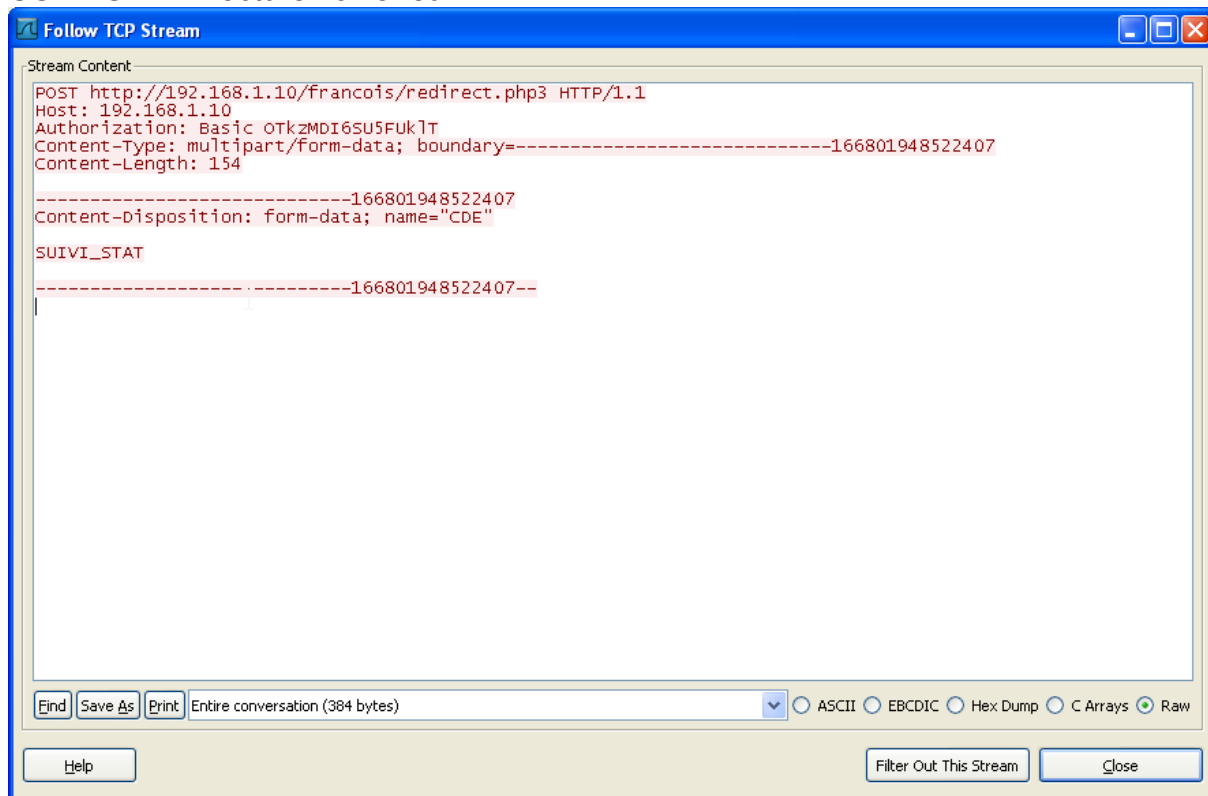 Follow TCP Stream
Stream Content
POST http://192.168.1.10/francois/redirect.php3 HTTP/1.1
Host: 192.168.1.10
Authorization: Basic OTkzMDI6SU5FUklT
Content-Type: multipart/form-data; boundary=-----------------------------166801948522407
Content-Length: 154
-----------------------------166801948522407
Content-Disposition: form-data; name="CDE"
SUIVI_STAT
------------------- ---------166801948522407--
Find Save As Print Entire conversation (384 bytes) ASCII EBCDIC Hex Dump C Arrays Raw
Help Filter Out This Stream Close